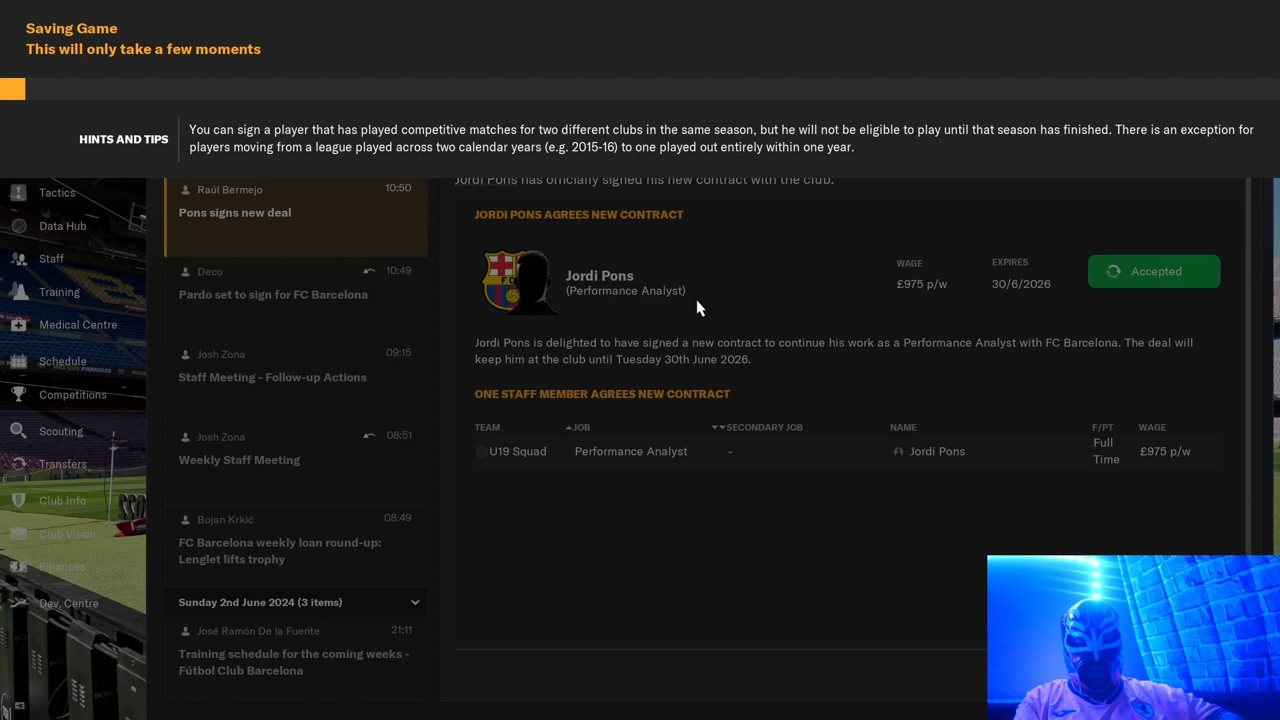 Saving Game
This will only take a few moments
HINTS AND TIPS
You can sign a player that has played competitive matches for two different clubs in the same season, but he will not be eligible to play until that season has finished. There is an exception for
players moving from a league played across two calendar years (e.g. 2015-16) to one played out entirely within one year.
Tactics
Data Hub
Staff
Training
Medical Centre
Schedule
Competitions
Scouting
Transfers
Club Info
Club Vision
Finances
Dev. Centre
Raúl Bermejo 10:50
Pons signs new deal
Deco 10:49
Pardo set to sign for FC Barcelona
Josh Zona 09:15
Staff Meeting - Follow-up Actions
Josh Zona 08:51
Weekly Staff Meeting
Bojan Krkić 08:49
FC Barcelona weekly loan round-up:
Lenglet lifts trophy
Sunday 2nd June 2024 (3 items)
José Ramón De la Fuente 21:11
Training schedule for the coming weeks -
Fútbol Club Barcelona
Jordi Pons has officially signed his new contract with the club.
JORDI PONS AGREES NEW CONTRACT
Jordi Pons
(Performance Analyst)
WAGE
£975 p/w
EXPIRES
30/6/2026
Accepted
Jordi Pons is delighted to have signed a new contract to continue his work as a Performance Analyst with FC Barcelona. The deal will
keep him at the club until Tuesday 30th June 2026.
ONE STAFF MEMBER AGREES NEW CONTRACT
TEAM JOB SECONDARY JOB NAME F/PT WAGE
U19 Squad Performance Analyst - Jordi Pons Full Time £975 p/w